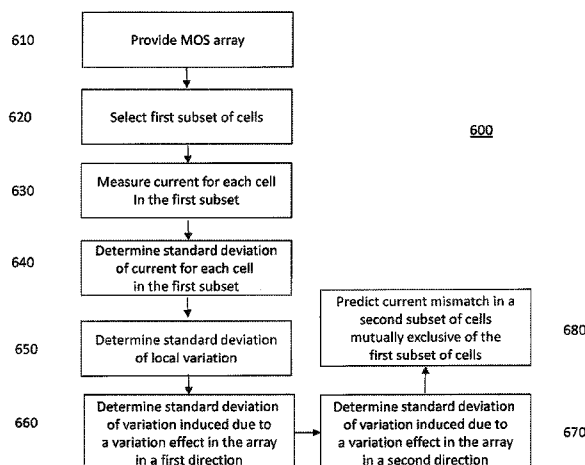 610
Provide MOS array
620
Select first subset of cells
600
630
Measure current for each cell
in the first subset
640
Determine standard deviation
of current for each cell
in the first subset
650
Determine standard deviation
of local variation
660
Determine standard deviation
of variation induced due to
a variation effect in the array
in a first direction
Determine standard deviation
of variation induced due to
a variation effect in the array
in a second direction
670
Predict current mismatch in a
second subset of cells
mutually exclusive of the
first subset of cells
680